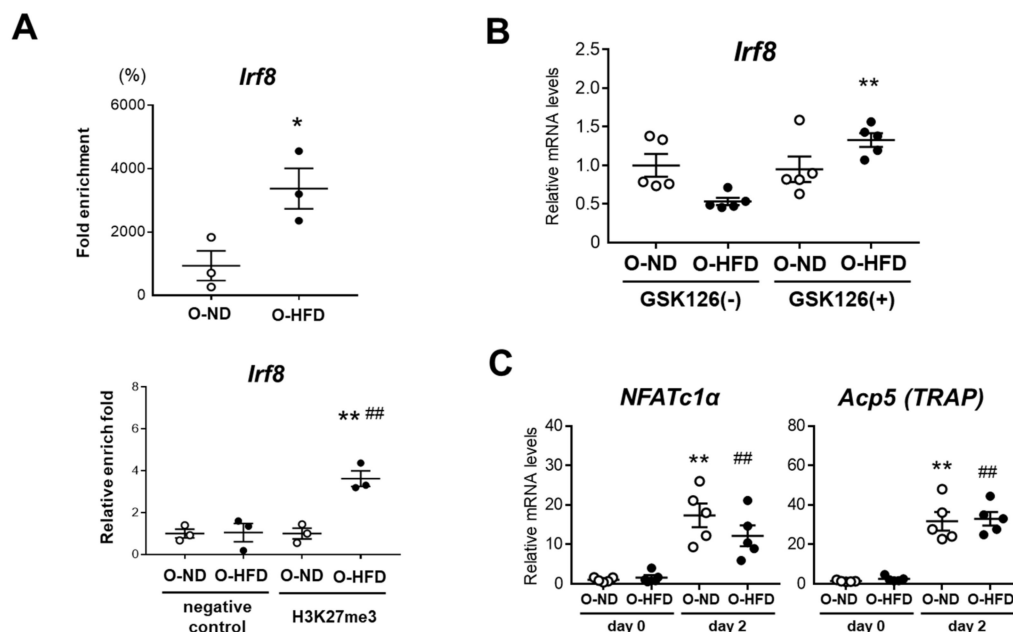 A
Irf8
(%)
Fold enrichment
6000
4000
2000
0
*
O-ND
O-HFD
Irf8
Relative enrich fold
8
6
4
2
0
** ##
O-ND
O-HFD
O-ND
O-HFD
negative
control
H3K27me3
B
Irf8
Relative mRNA levels
2.5
2.0
1.5
1.0
0.5
0
**
O-ND
O-HFD
O-ND
O-HFD
GSK126(-)
GSK126(+)
C
NFATc1α
Relative mRNA levels
40
30
20
10
0
**
##
O-ND
O-HFD
O-ND
O-HFD
day 0
day 2
Acp5 (TRAP)
80
60
40
20
0
**
##
O-ND
O-HFD
O-ND
O-HFD
day 0
day 2